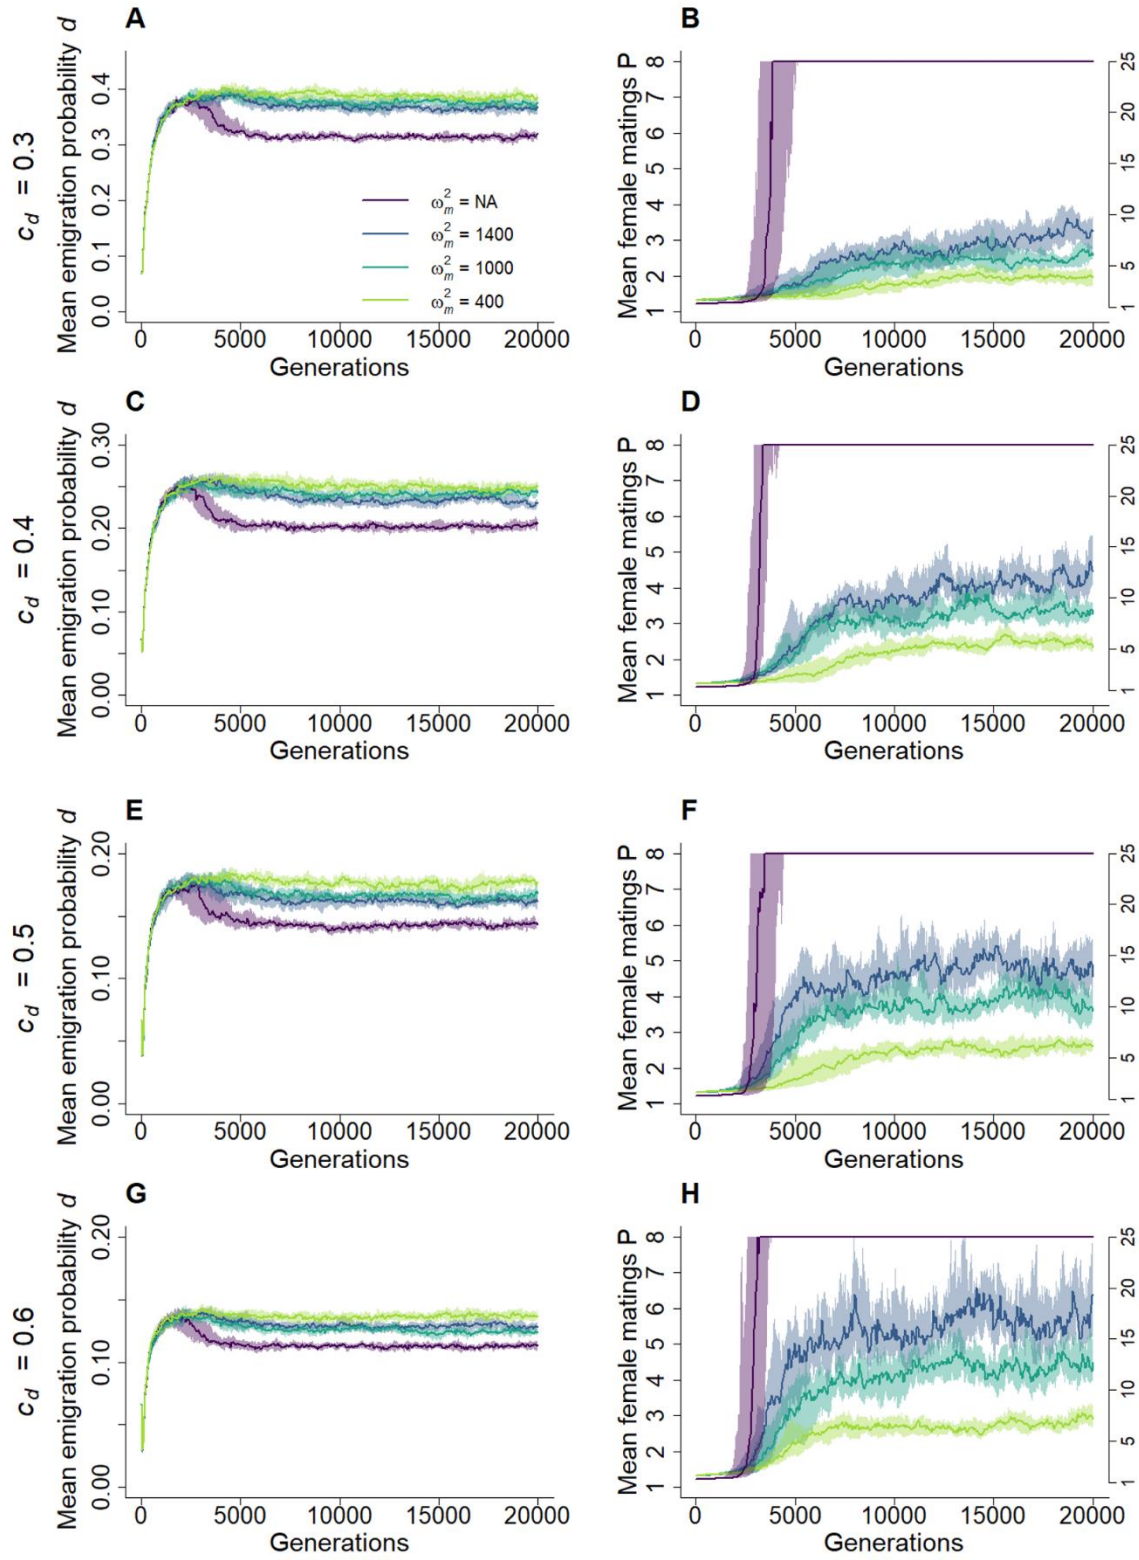 A
B
c_d = 0.3
Mean emigration probability d
0.0
0.1
0.2
0.3
0.4
ω_m^2 = NA
ω_m^2 = 1400
ω_m^2 = 1000
ω_m^2 = 400
0 5000 10000 15000 20000
Generations
Mean female matings P
1 2 3 4 5 6 7 8
1 5 10 15 20 25
0 5000 10000 15000 20000
Generations
C
D
c_d = 0.4
Mean emigration probability d
0.00 0.10 0.20 0.30
0 5000 10000 15000 20000
Generations
Mean female matings P
1 2 3 4 5 6 7 8
1 5 10 15 20 25
0 5000 10000 15000 20000
Generations
E
F
c_d = 0.5
Mean emigration probability d
0.00 0.10 0.20
0 5000 10000 15000 20000
Generations
Mean female matings P
1 2 3 4 5 6 7 8
1 5 10 15 20 25
0 5000 10000 15000 20000
Generations
G
H
c_d = 0.6
Mean emigration probability d
0.00 0.10 0.20
0 5000 10000 15000 20000
Generations
Mean female matings P
1 2 3 4 5 6 7 8
1 5 10 15 20 25
0 5000 10000 15000 20000
Generations